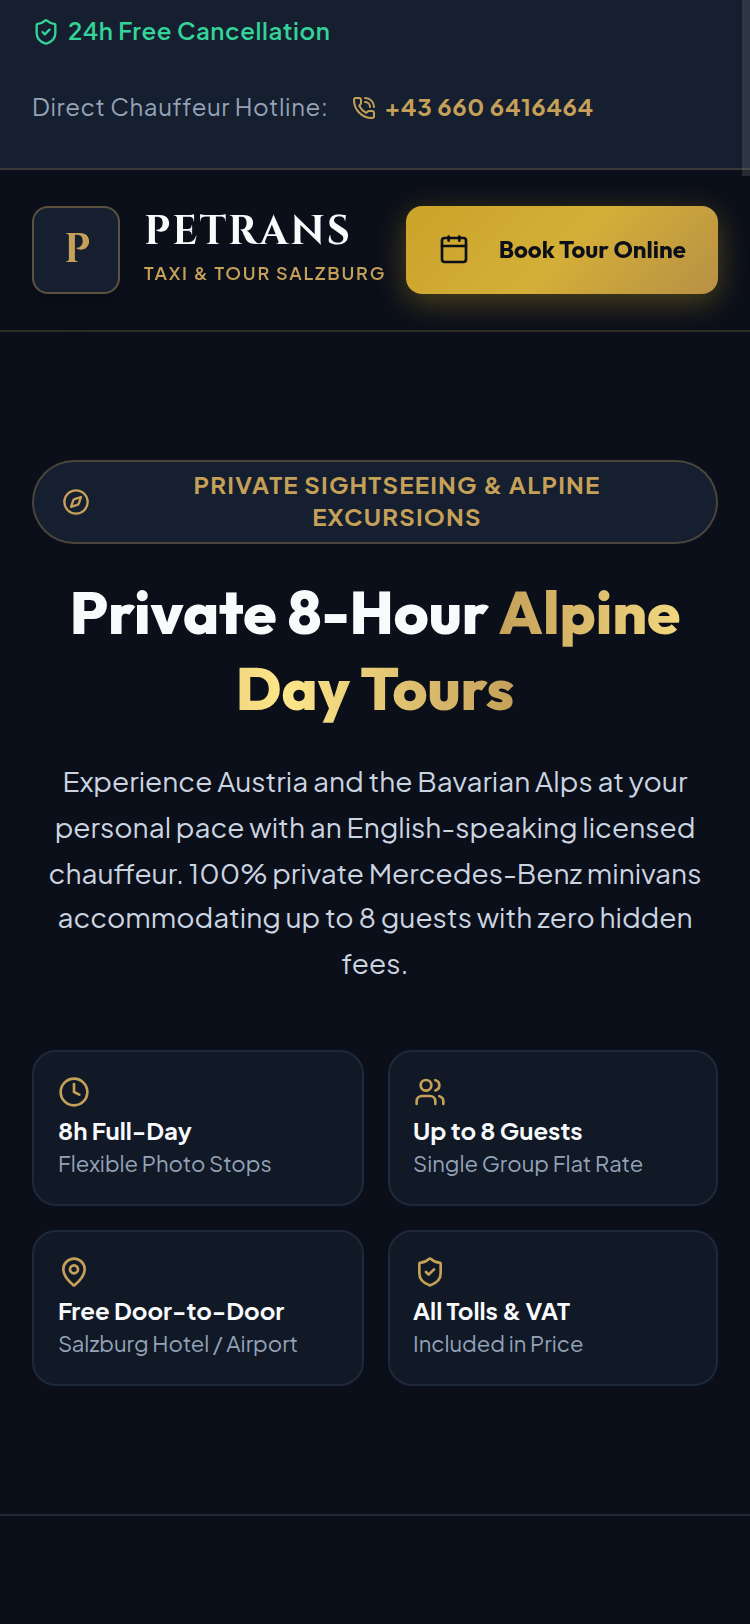 24h Free Cancellation
Direct Chauffeur Hotline: +43 660 6416464
P
PETRANS
TAXI & TOUR SALZBURG
Book Tour Online
PRIVATE SIGHTSEEING & ALPINE
EXCURSIONS
Private 8-Hour Alpine
Day Tours
Experience Austria and the Bavarian Alps at your
personal pace with an English-speaking licensed
chauffeur. 100% private Mercedes-Benz minivans
accommodating up to 8 guests with zero hidden
fees.
8h Full-Day
Flexible Photo Stops
Up to 8 Guests
Single Group Flat Rate
Free Door-to-Door
Salzburg Hotel / Airport
All Tolls & VAT
Included in Price